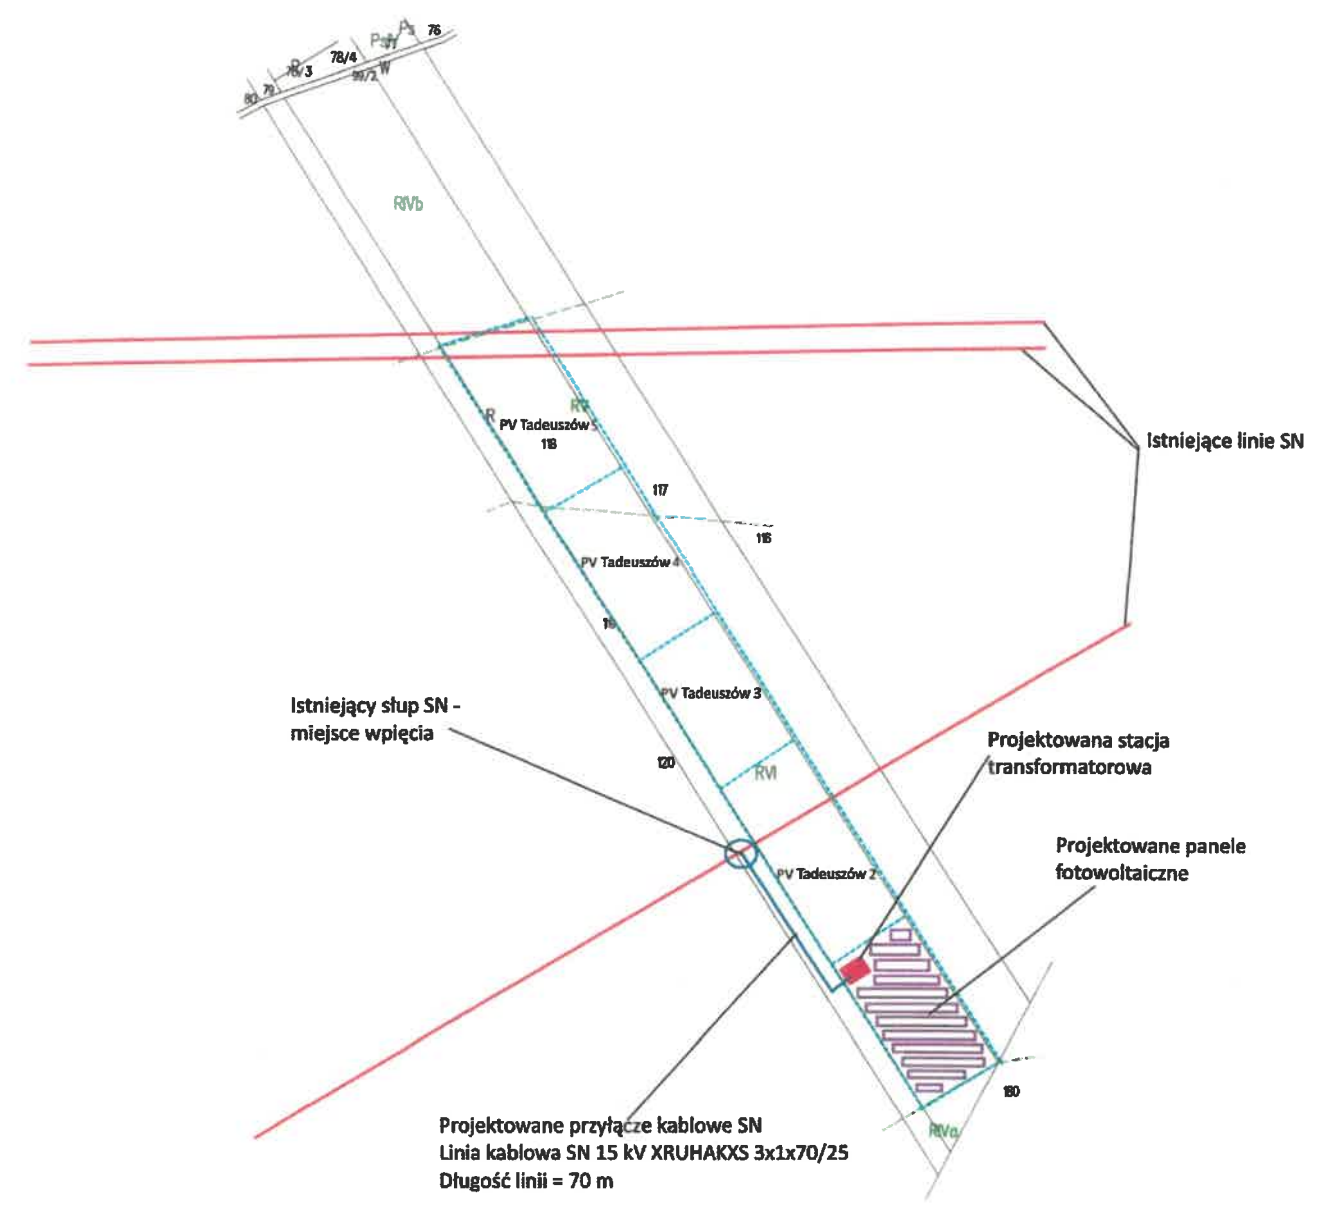 76
78/4
99/2 W
79
80
RIVb
R
RV
PV Tadeuszów 5
118
Istniejące linie SN
117
116
PV Tadeuszów 4
PV Tadeuszów 3
Istniejący słup SN -
miejsce wpięcia
120
RVI
Projektowana stacja
transformatorowa
Projektowane panele
fotowoltaiczne
PV Tadeuszów 2
180
RIVa
Projektowane przyłącze kablowe SN
Linia kablowa SN 15 kV XRUHAKXS 3x1x70/25
Długość linii = 70 m